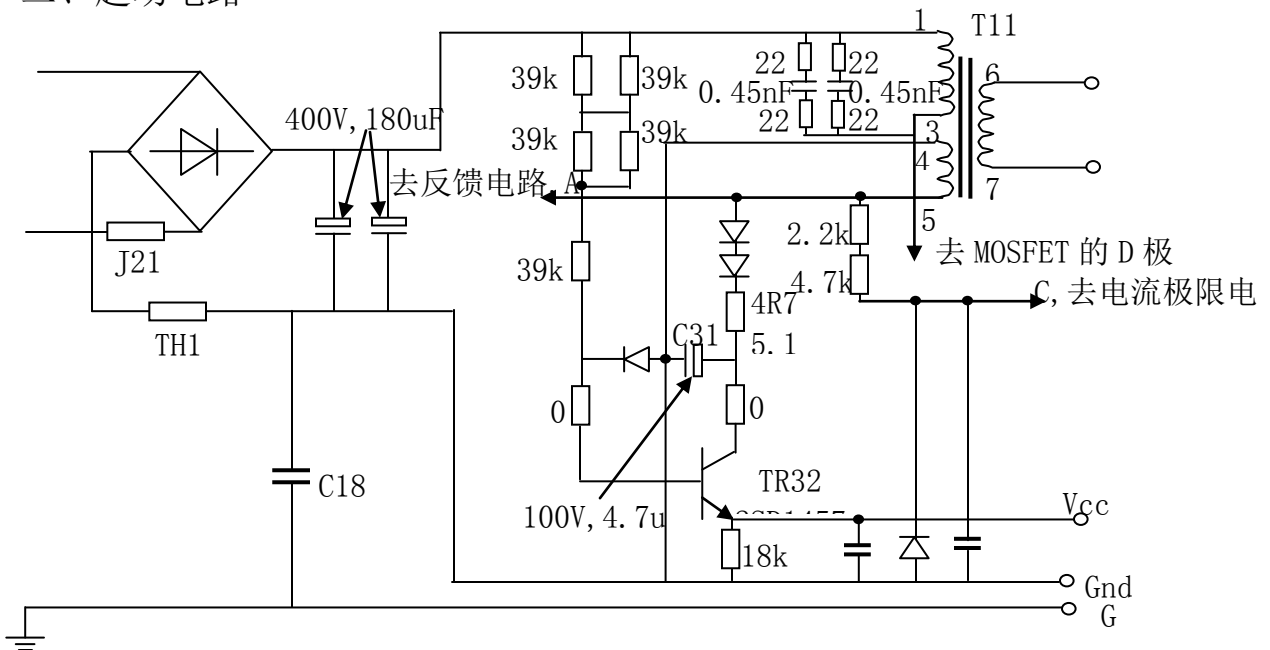 1
T11
6
22
22
39k
39k
0.45nF
0.45nF
400V,180uF
22
22
39k
39k
3
4
去反馈电路,A
7
5
2.2k
去 MOSFET 的 D 极
39k
J21
4.7k
C,去电流极限电
4R7
C31
5.1
TH1
0
0
C18
TR32
100V,4.7u
Vcc
18k
Gnd
G